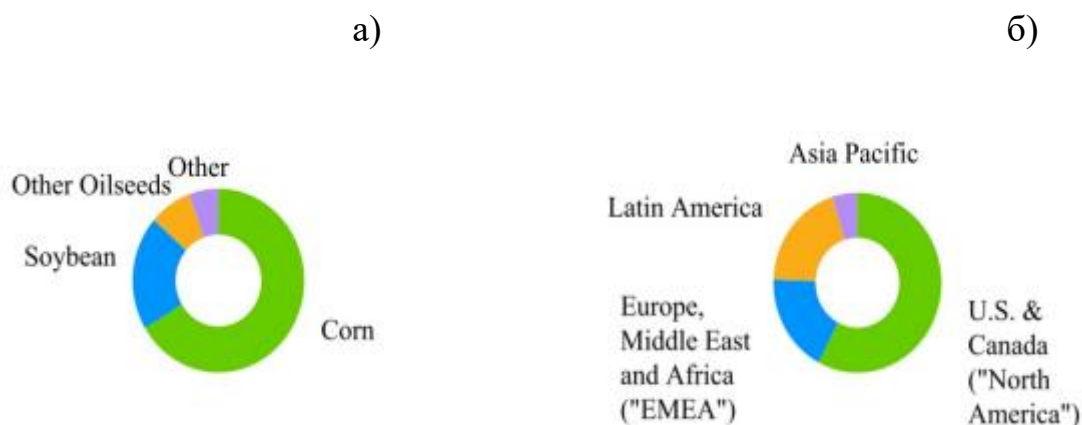 а)
б)
Other
Other Oilseeds
Soybean
Corn
Asia Pacific
Latin America
Europe,
Middle East
and Africa
("EMEA")
U.S. &
Canada
("North
America")